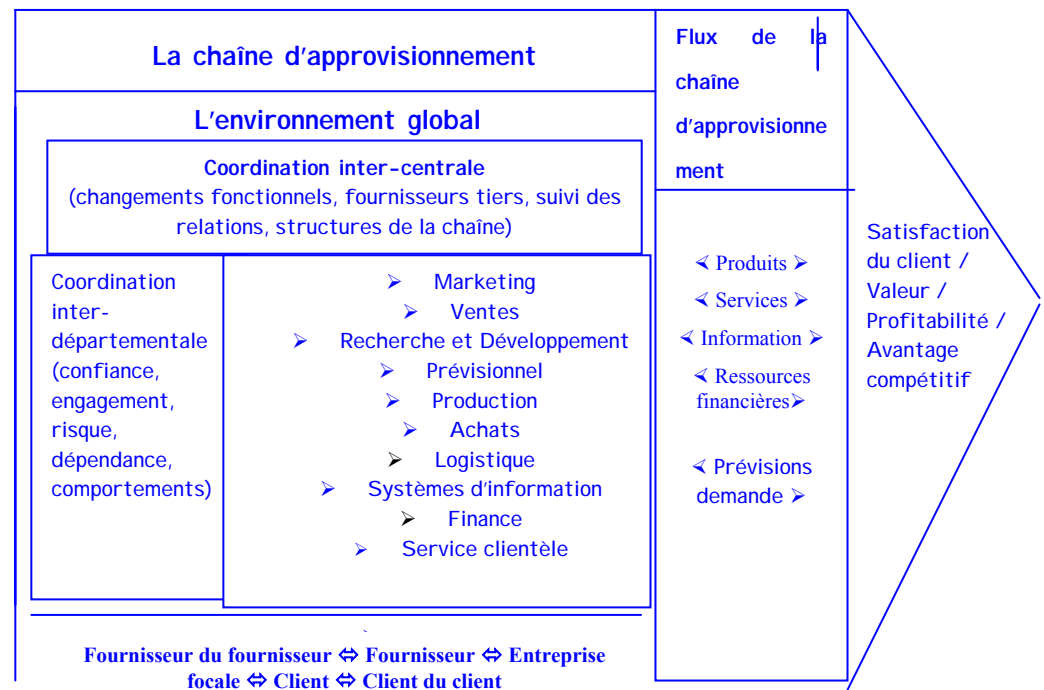 La chaîne d'approvisionnement
L'environnement global
Coordination inter-centrale
(changements fonctionnels, fournisseurs tiers, suivi des
relations, structures de la chaîne)
Coordination
inter-
départementale
(confiance,
engagement,
risque,
dépendance,
comportements)
➢ Marketing
➢ Ventes
➢ Recherche et Développement
➢ Prévisionnel
➢ Production
➢ Achats
➢ Logistique
➢ Systèmes d'information
➢ Finance
➢ Service clientèle
Fournisseur du fournisseur ⇔ Fournisseur ⇔ Entreprise
focale ⇔ Client ⇔ Client du client
Flux de la
chaîne
d'approvisionne
ment
⮘ Produits ➢
⮘ Services ➢
⮘ Information ➢
⮘ Ressources
financières➢
⮘ Prévisions
demande ➢
Satisfaction
du client /
Valeur /
Profitabilité /
Avantage
compétitif